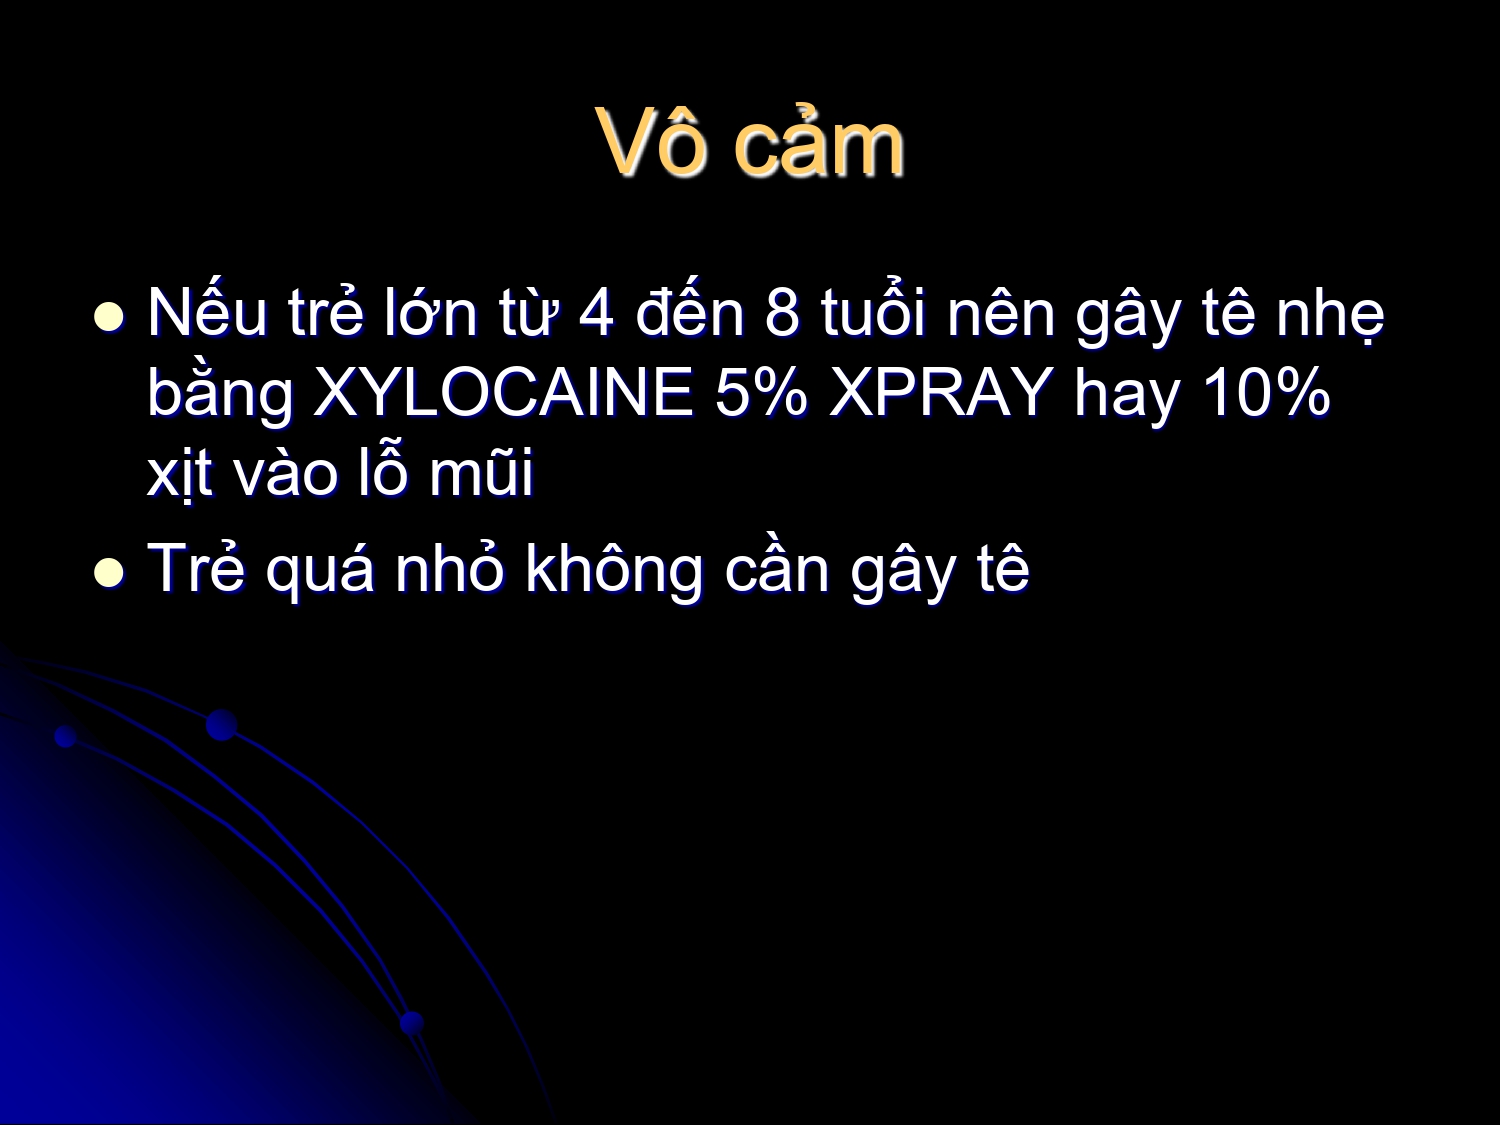 Vô cảm
Nếu trẻ lớn từ 4 đến 8 tuổi nên gây tê nhẹ
bằng XYLOCAINE 5% XPRAY hay 10%
xịt vào lỗ mũi
Trẻ quá nhỏ không cần gây tê